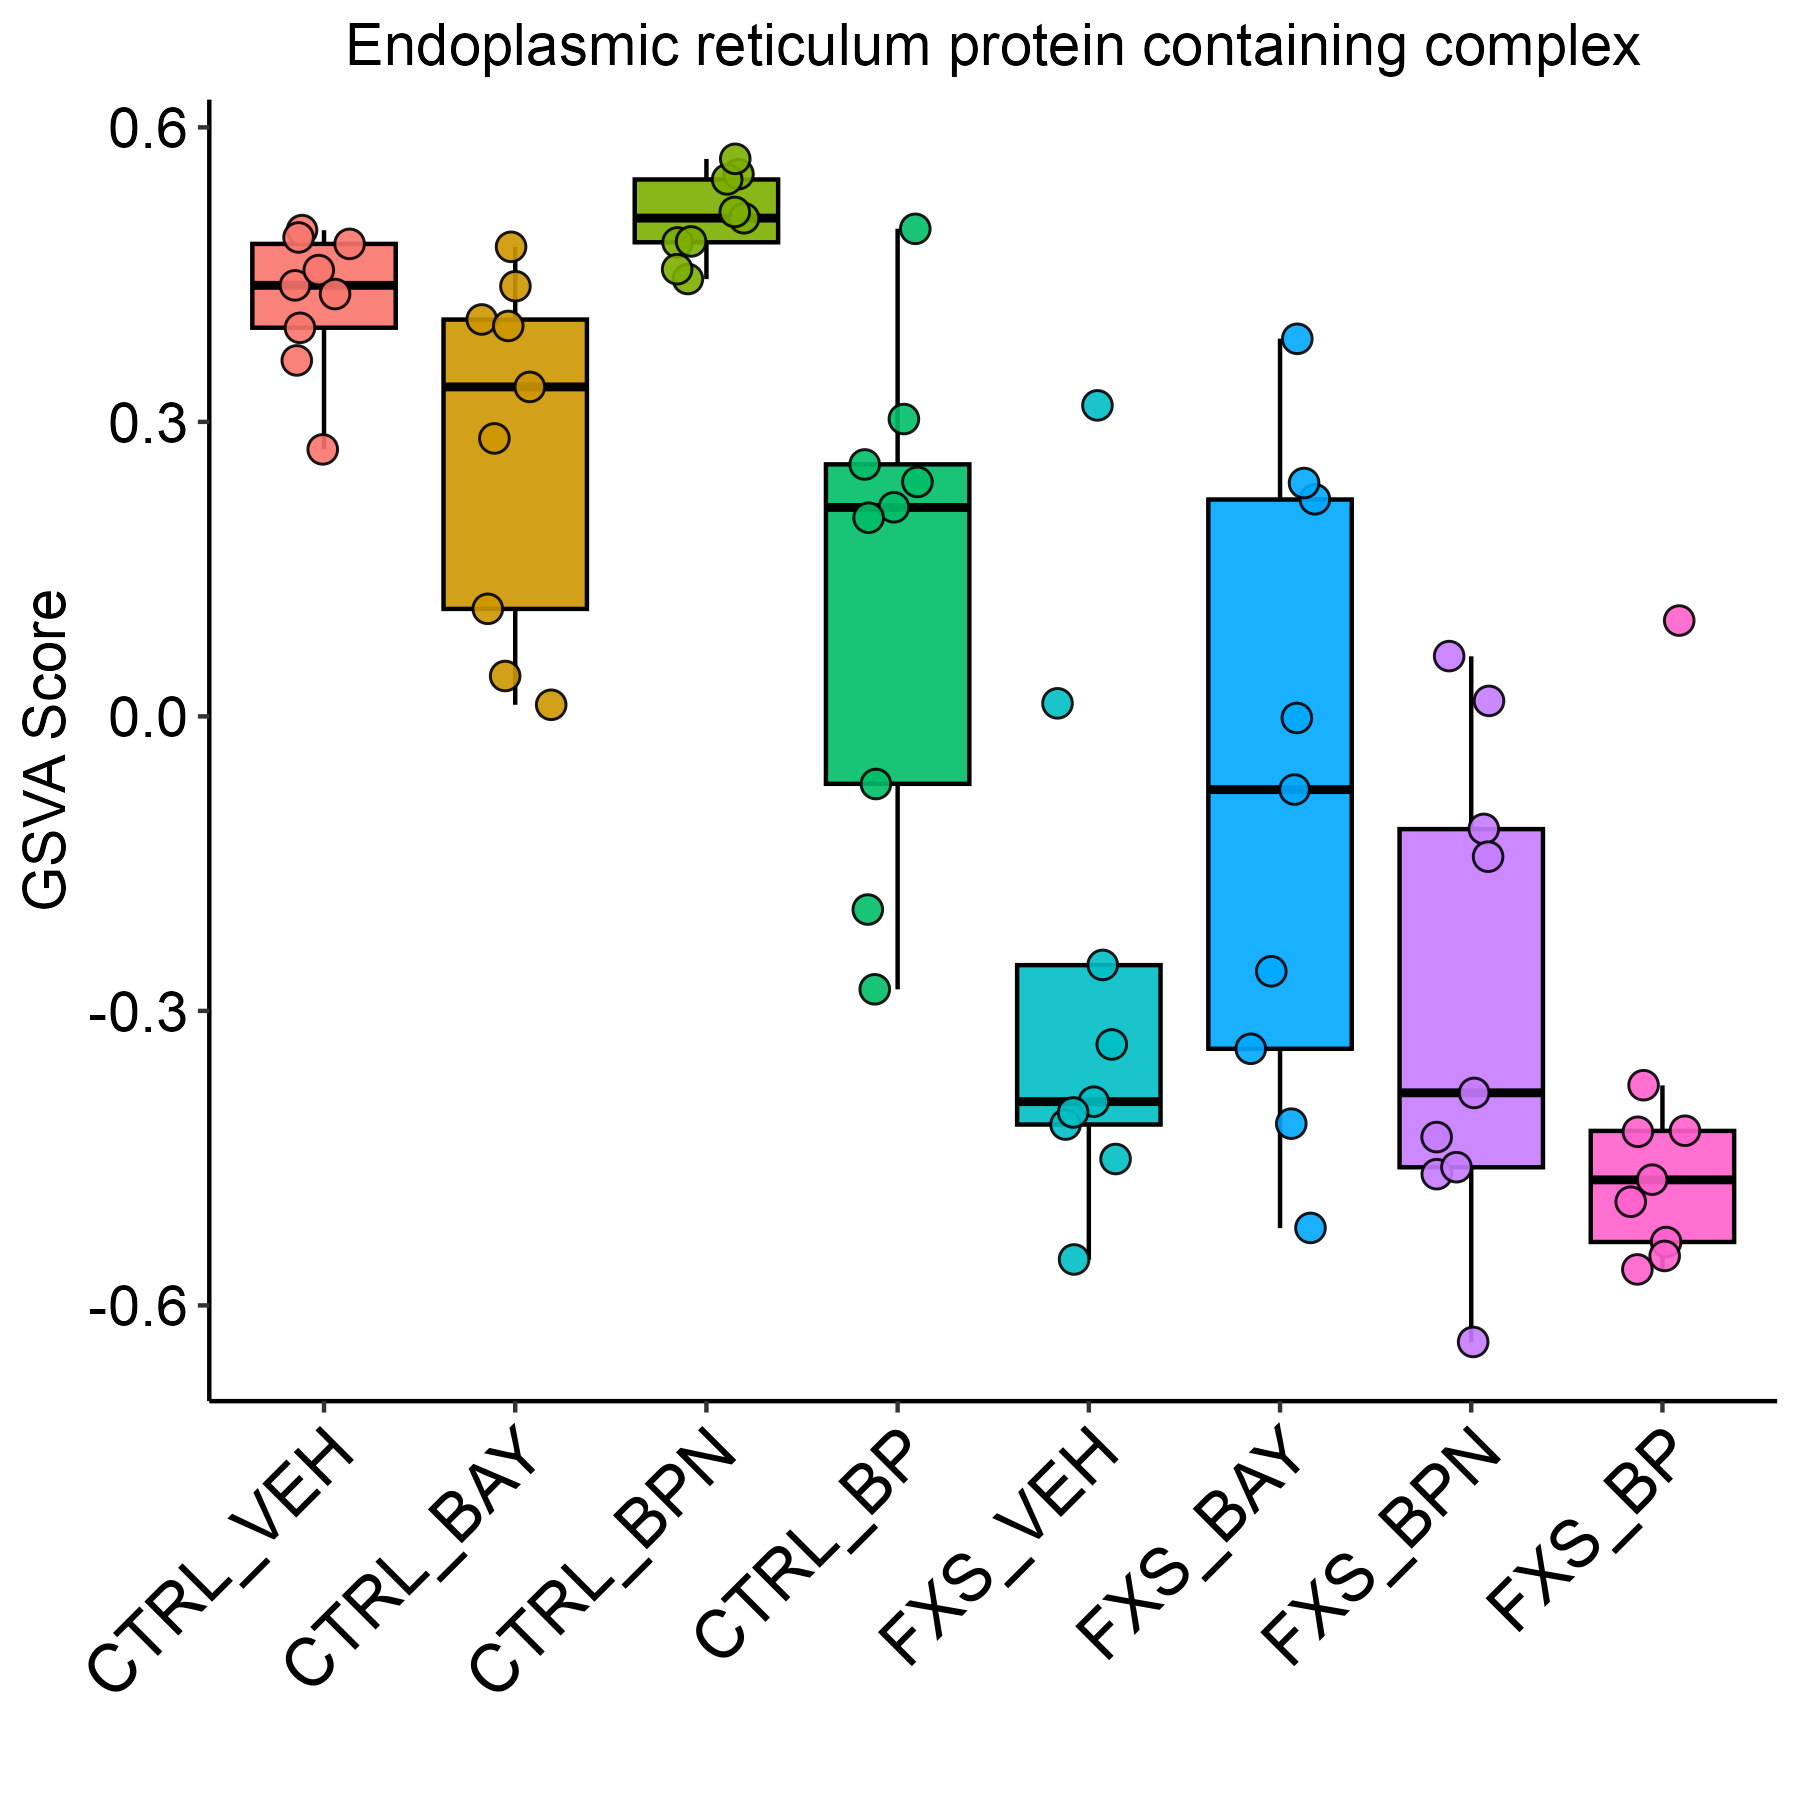 Endoplasmic reticulum protein containing complex
GSVA Score
0.6
0.3
0.0
-0.3
-0.6
CTRL_VEH
CTRL_BAY
CTRL_BPN
CTRL_BP
FXS_VEH
FXS_BAY
FXS_BPN
FXS_BP